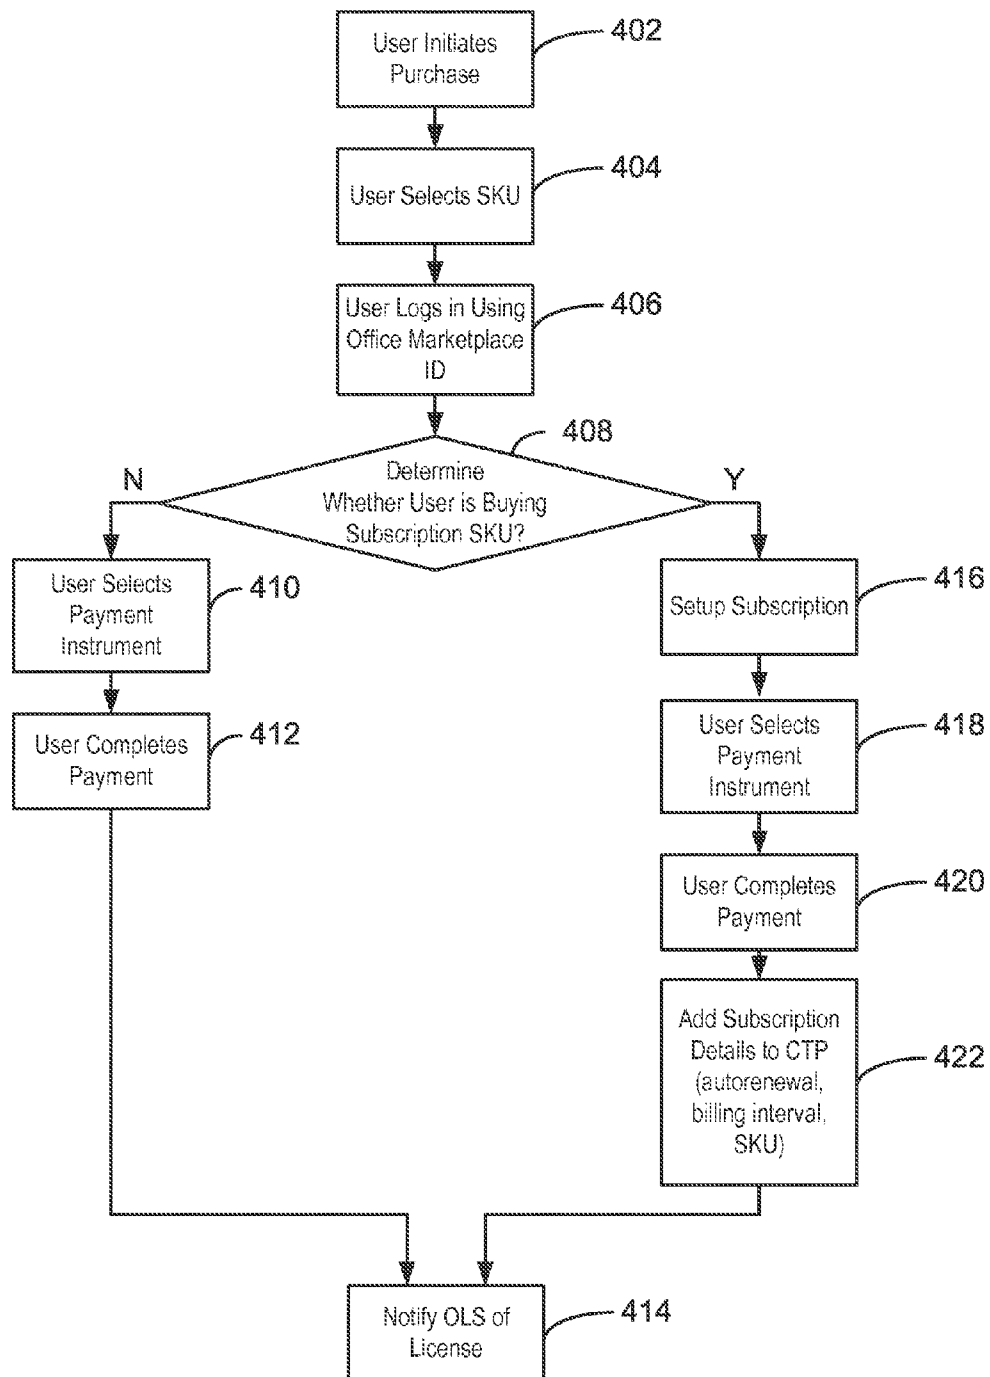 User Initiates
Purchase
402
User Selects SKU
404
User Logs in Using
Office Marketplace
ID
406
408
Determine
Whether User is Buying
Subscription SKU?
N
Y
User Selects
Payment
Instrument
410
User Completes
Payment
412
Setup Subscription
416
User Selects
Payment
Instrument
418
User Completes
Payment
420
Add Subscription
Details to CTP
(autorenewal,
billing interval,
SKU)
422
Notify OLS of
License
414